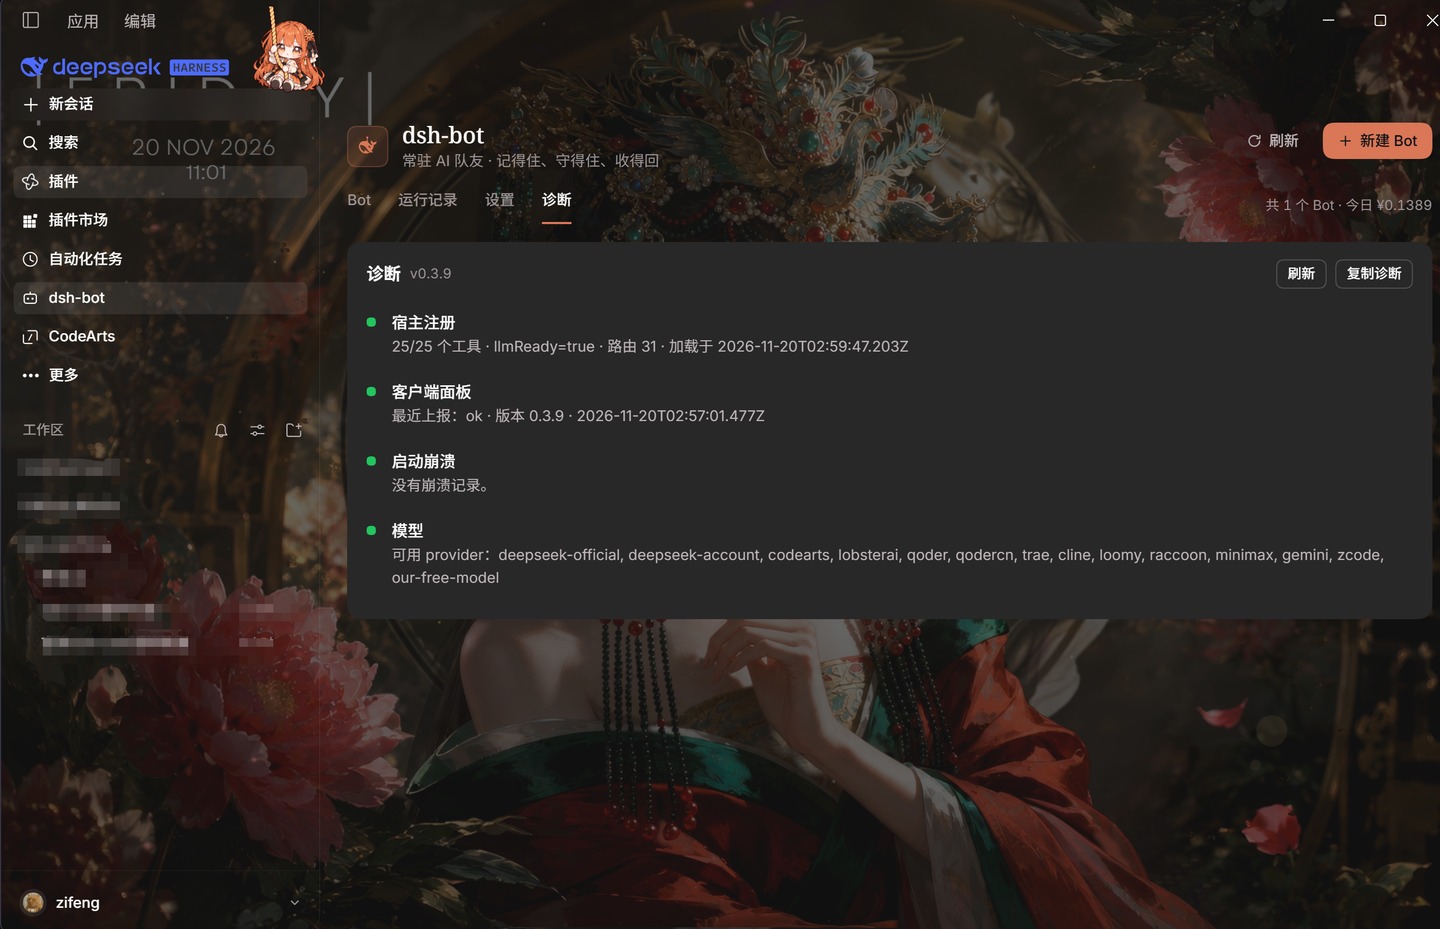 应用 编辑
deepseek HARNESS
新会话
搜索
20 NOV 2026
11:01
插件
插件市场
自动化任务
dsh-bot
CodeArts
更多
工作区
zifeng
dsh-bot
常驻 AI 队友 · 记得住、守得住、收得回
刷新
新建 Bot
Bot 运行记录 设置 诊断
共 1 个 Bot · 今日 ¥0.1389
诊断 v0.3.9
刷新 复制诊断
宿主注册
25/25 个工具 · llmReady=true · 路由 31 · 加载于 2026-11-20T02:59:47.203Z
客户端面板
最近上报：ok · 版本 0.3.9 · 2026-11-20T02:57:01.477Z
启动崩溃
没有崩溃记录。
模型
可用 provider：deepseek-official, deepseek-account, codearts, lobsterai, qoder, qodercn, trae, cline, loomy, raccoon, minimax, gemini, zcode,
our-free-model